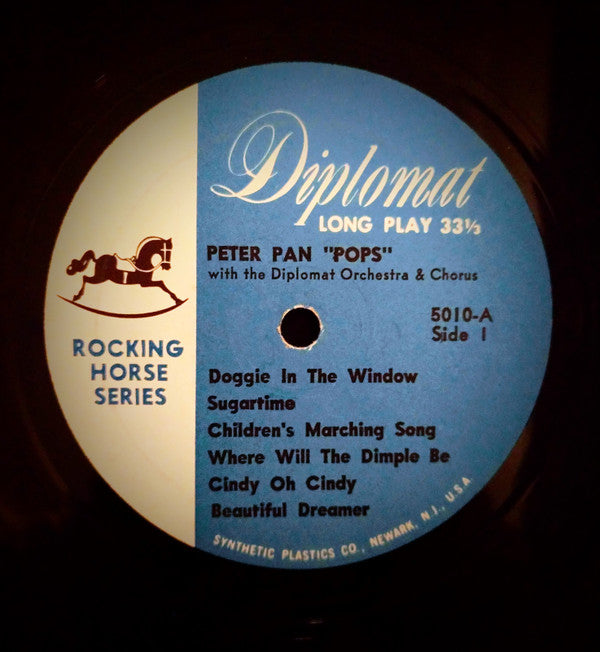 Diplomat
LONG PLAY 33⅓
PETER PAN "POPS"
with the Diplomat Orchestra & Chorus
5010-A
Side 1
ROCKING
HORSE
SERIES
Doggie In The Window
Sugartime
Children's Marching Song
Where Will The Dimple Be
Cindy Oh Cindy
Beautiful Dreamer
SYNTHETIC PLASTICS CO., NEWARK, N.J., U.S.A.